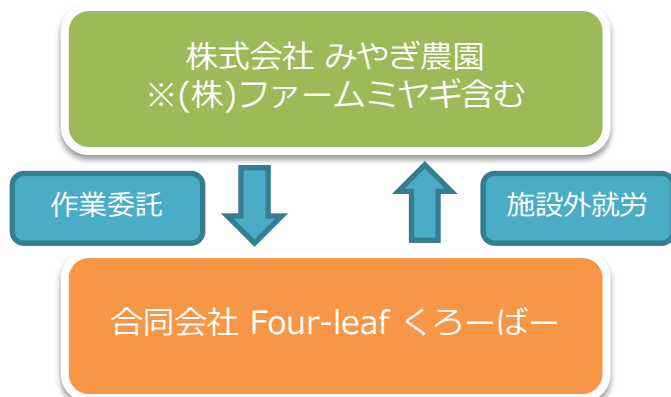 株式会社 みやぎ農園
※(株)ファームミヤギ含む
作業委託
施設外就労
合同会社 Four-leaf くろーばー